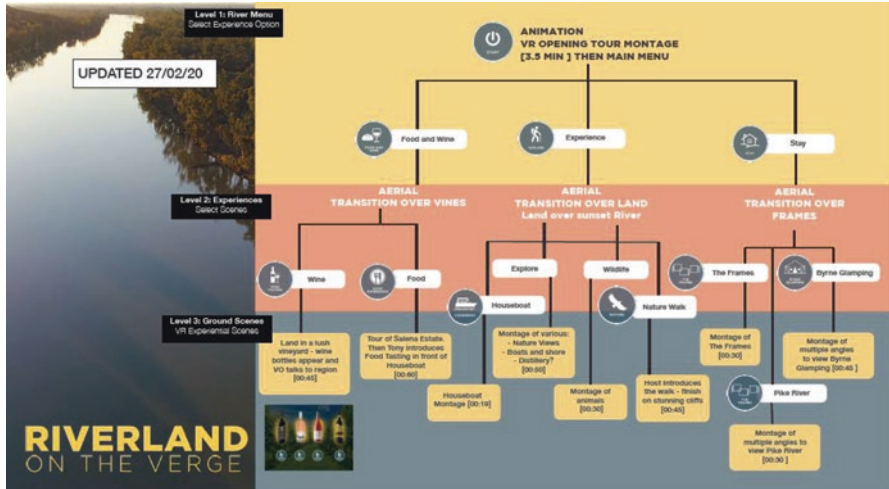 Level 1: River Menu
Select Experience Option
UPDATED 27/02/20
START
ANIMATION
VR OPENING TOUR MONTAGE
[3.5 MIN ] THEN MAIN MENU
Food and Wine
Experience
Stay
Level 2: Experiences
Select Scenes
AERIAL
TRANSITION OVER VINES
AERIAL
TRANSITION OVER LAND
Land over sunset River
AERIAL
TRANSITION OVER
FRAMES
Wine
Food
Explore
Wildlife
The Frames
Byrne Glamping
Houseboat
Nature Walk
Level 3: Ground Scenes
VR Experiential Scenes
Land in a lush
vineyard - wine
bottles appear and
VO talks to region
[00:45]
Tour of Salena Estate.
Then Tony introduces
Food Tasting in front of
Houseboat
[00:60]
Montage of various:
- Nature Views
- Boats and shore
- Distillery?
[00:50]
Montage of
The Frames
[00:30]
Montage of
multiple angles
to view Byrne
Glamping [00:45 ]
Houseboat
Montage [00:19]
Montage of
animals
[00:30]
Host introduces
the walk - finish
on stunning cliffs
[00:45]
Pike River
Montage of
multiple angles to
view Pike River
[00:30 ]
RIVERLAND
ON THE VERGE